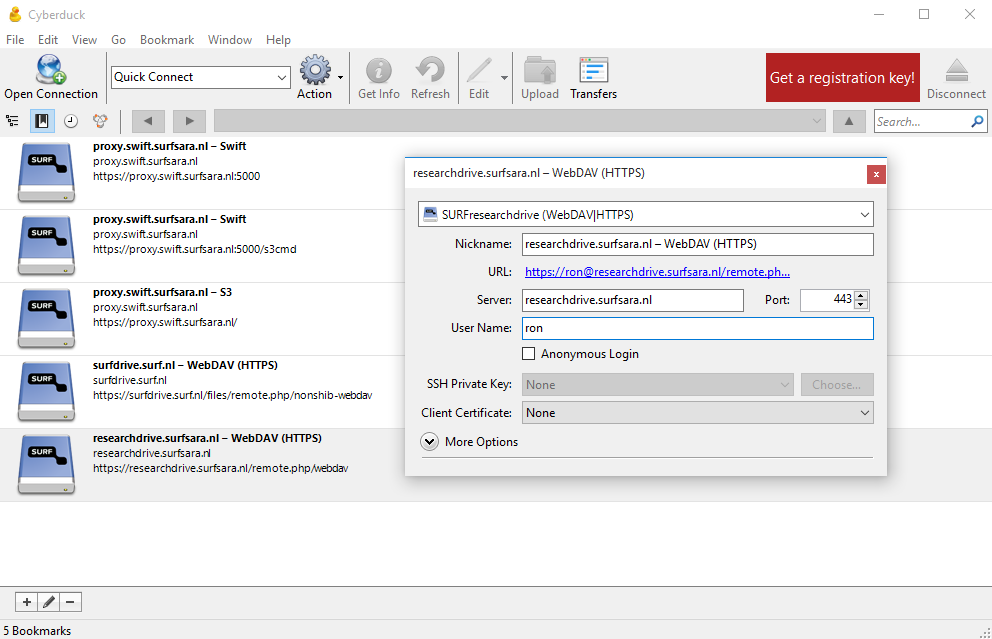 Cyberduck
File Edit View Go Bookmark Window Help
Open Connection
Quick Connect
Action
Get Info
Refresh
Edit
Upload
Transfers
Get a registration key!
Disconnect
Search...
SURF
proxy.swift.surfsara.nl – Swift
proxy.swift.surfsara.nl
https://proxy.swift.surfsara.nl:5000
SURF
proxy.swift.surfsara.nl – Swift
proxy.swift.surfsara.nl
https://proxy.swift.surfsara.nl:5000/s3cmd
SURF
proxy.swift.surfsara.nl – S3
proxy.swift.surfsara.nl
https://proxy.swift.surfsara.nl/
SURF
surfdrive.surf.nl – WebDAV (HTTPS)
surfdrive.surf.nl
https://surfdrive.surf.nl/files/remote.php/nonshib-webdav
SURF
researchdrive.surfsara.nl – WebDAV (HTTPS)
researchdrive.surfsara.nl
https://researchdrive.surfsara.nl/remote.php/webdav
researchdrive.surfsara.nl – WebDAV (HTTPS)
x
SURFresearchdrive (WebDAV|HTTPS)
Nickname: researchdrive.surfsara.nl – WebDAV (HTTPS)
URL: https://ron@researchdrive.surfsara.nl/remote.ph...
Server: researchdrive.surfsara.nl Port: 443
User Name: ron
Anonymous Login
SSH Private Key: None Choose...
Client Certificate: None
More Options
5 Bookmarks